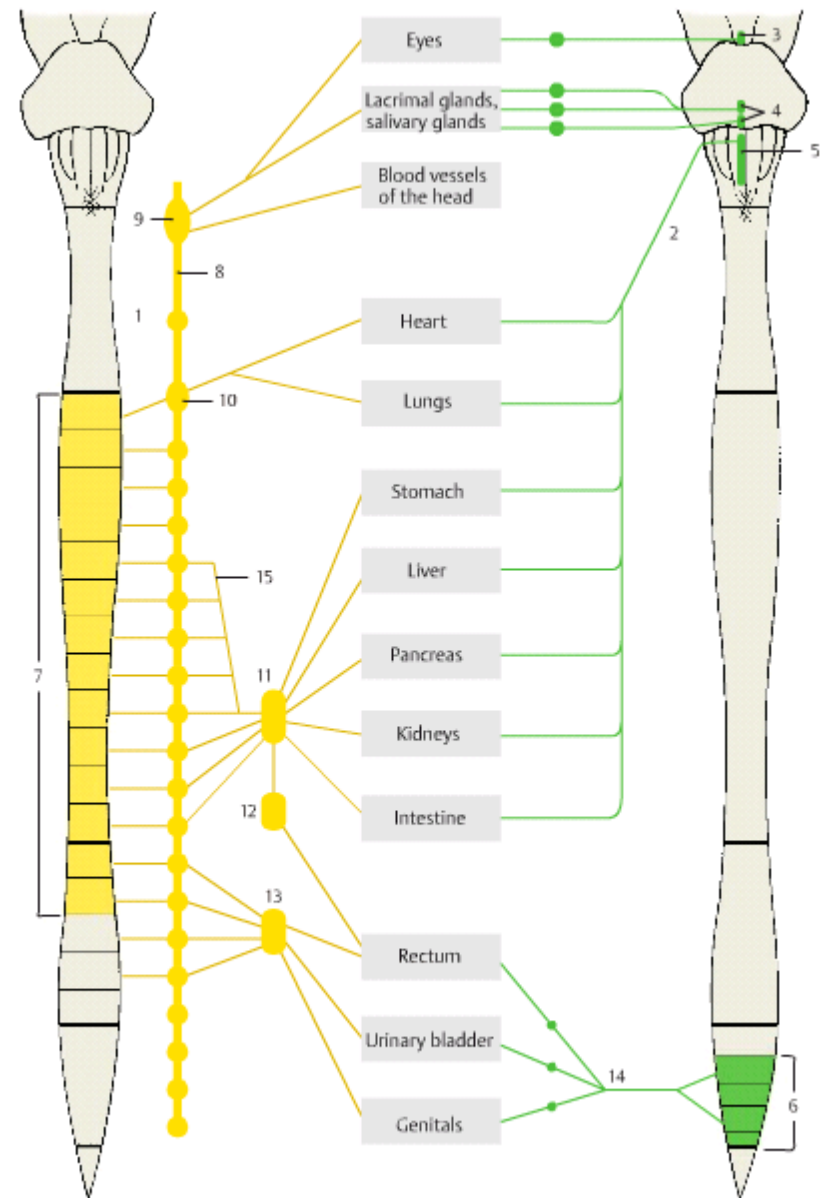 Eyes
3
Lacrimal glands,
salivary glands
4
5
Blood vessels
of the head
9
2
8
1
Heart
10
Lungs
Stomach
15
Liver
11
Pancreas
7
Kidneys
12
Intestine
13
Rectum
Urinary bladder
14
6
Genitals